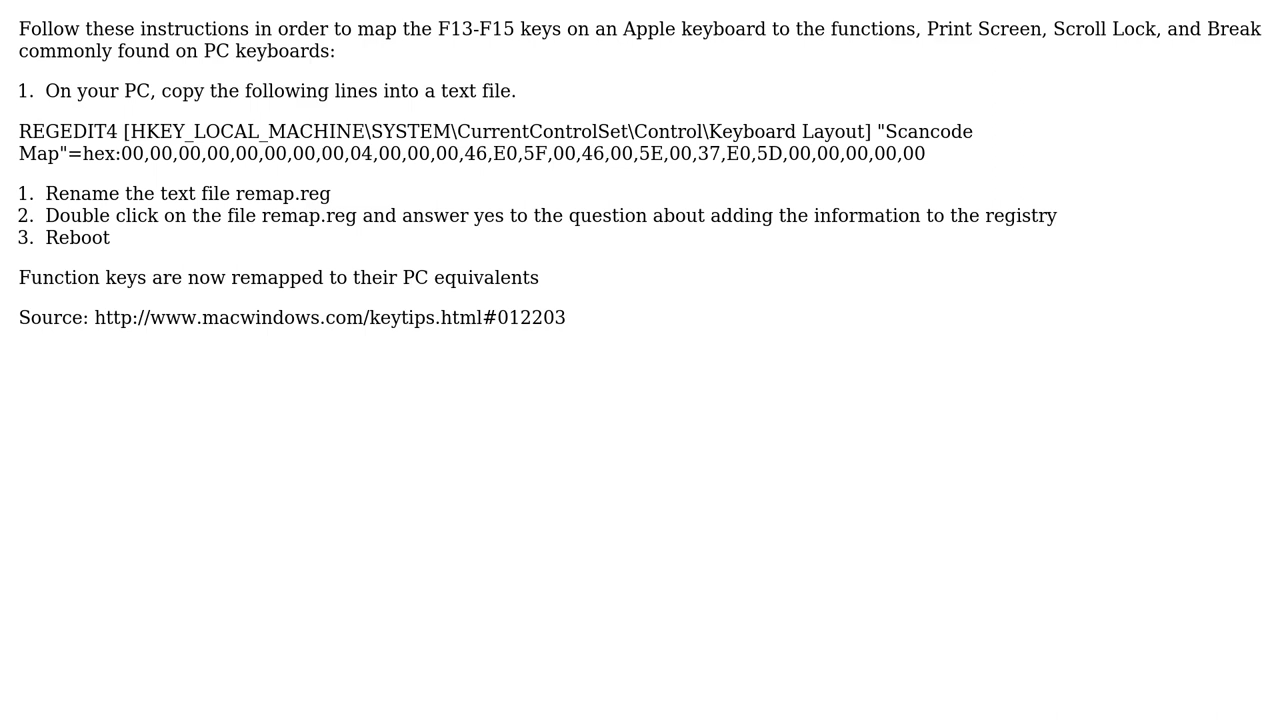 Follow these instructions in order to map the F13-F15 keys on an Apple keyboard to the functions, Print Screen, Scroll Lock, and Break
commonly found on PC keyboards:
1. On your PC, copy the following lines into a text file.
REGEDIT4 [HKEY_LOCAL_MACHINE\SYSTEM\CurrentControlSet\Control\Keyboard Layout] "Scancode
Map"=hex:00,00,00,00,00,00,00,00,04,00,00,00,46,E0,5F,00,46,00,5E,00,37,E0,5D,00,00,00,00,00
1. Rename the text file remap.reg
2. Double click on the file remap.reg and answer yes to the question about adding the information to the registry
3. Reboot
Function keys are now remapped to their PC equivalents
Source: http://www.macwindows.com/keytips.html#012203